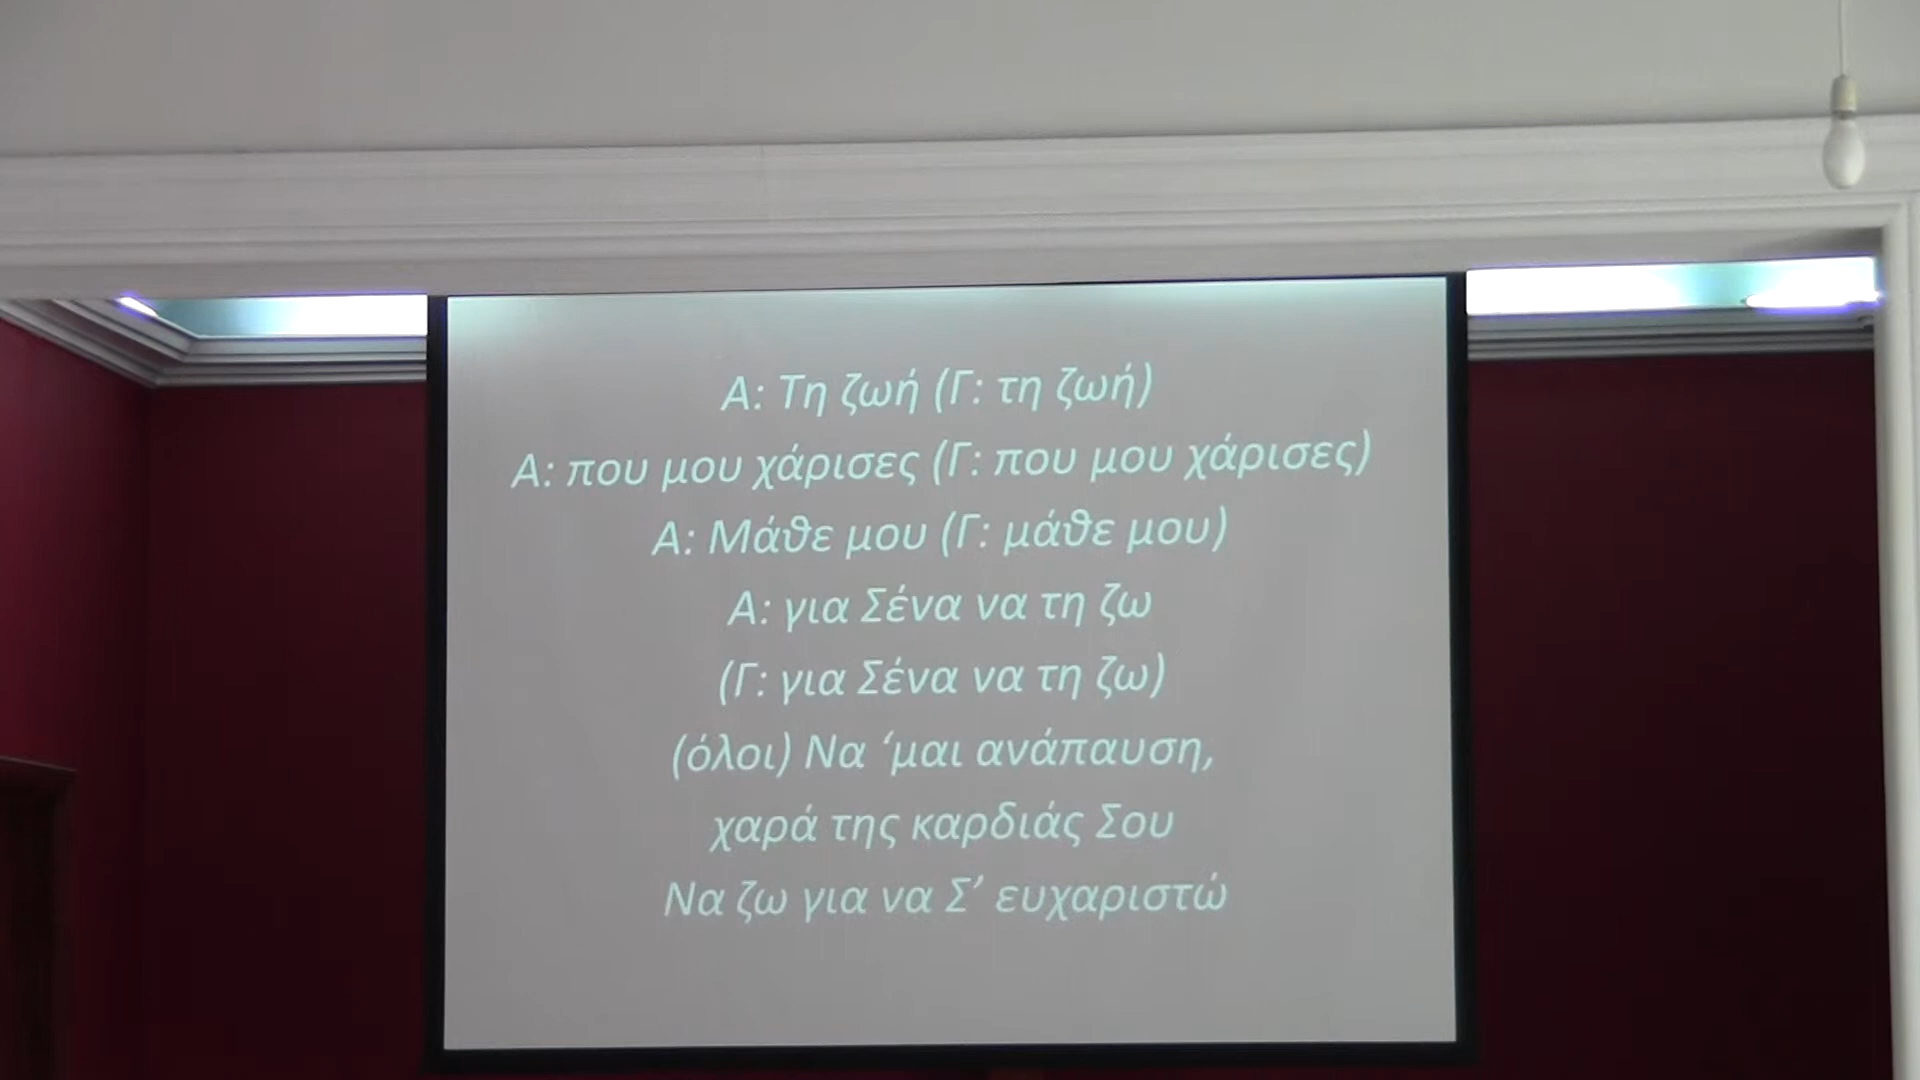 Α: Τη ζωή (Γ: τη ζωή)
Α: που μου χάρισες (Γ: που μου χάρισες)
Α: Μάθε μου (Γ: μάθε μου)
Α: για Σένα να τη ζω
(Γ: για Σένα να τη ζω)
(όλοι) Να ‘μαι ανάπαυση,
χαρά της καρδιάς Σου
Να ζω για να Σ’ ευχαριστώ